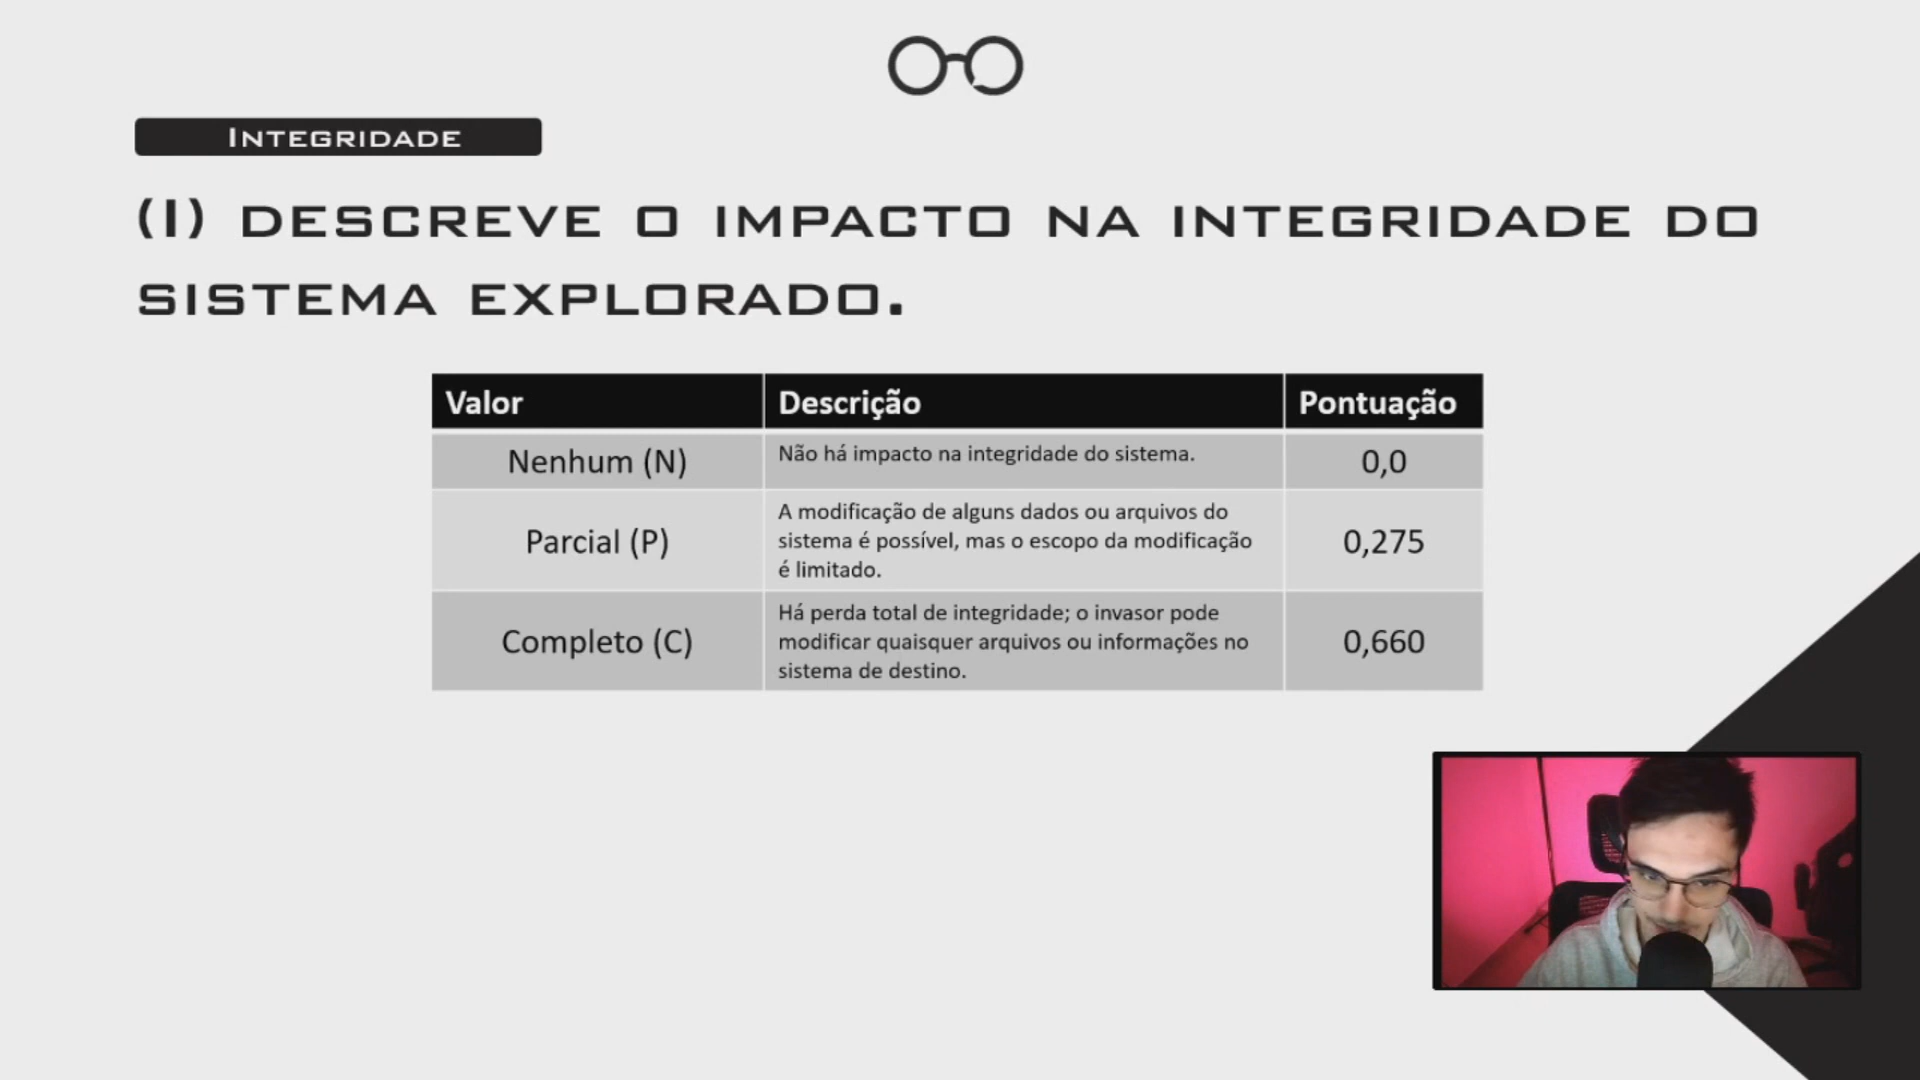 INTEGRIDADE
(I) DESCREVE O IMPACTO NA INTEGRIDADE DO
SISTEMA EXPLORADO.
Valor Descrição Pontuação
Nenhum (N) Não há impacto na integridade do sistema. 0,0
Parcial (P) A modificação de alguns dados ou arquivos do
sistema é possível, mas o escopo da modificação
é limitado. 0,275
Completo (C) Há perda total de integridade; o invasor pode
modificar quaisquer arquivos ou informações no
sistema de destino. 0,660